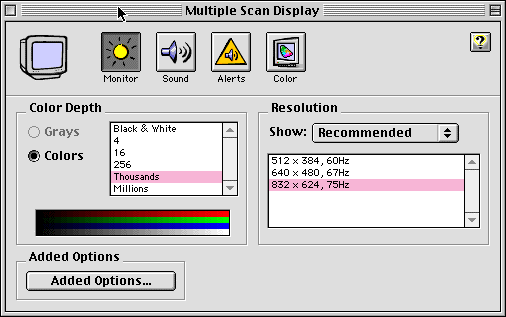 Multiple Scan Display
Monitor
Sound
Alerts
Color
?
Color Depth
Grays
Colors
Black & White
4
16
256
Thousands
Millions
Resolution
Show: Recommended
512 x 384, 60Hz
640 x 480, 67Hz
832 x 624, 75Hz
Added Options
Added Options...